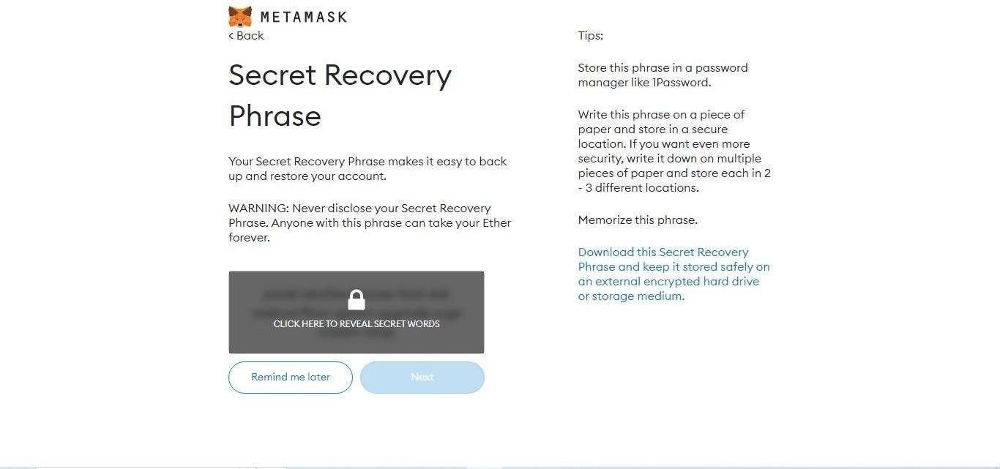 METAMASK
< Back
Secret Recovery
Phrase
Your Secret Recovery Phrase makes it easy to back
up and restore your account.
WARNING: Never disclose your Secret Recovery
Phrase. Anyone with this phrase can take your Ether
forever.
CLICK HERE TO REVEAL SECRET WORDS
Remind me later
Next
Tips:
Store this phrase in a password
manager like 1Password.
Write this phrase on a piece of
paper and store in a secure
location. If you want even more
security, write it down on multiple
pieces of paper and store each in 2
- 3 different locations.
Memorize this phrase.
Download this Secret Recovery
Phrase and keep it stored safely on
an external encrypted hard drive
or storage medium.